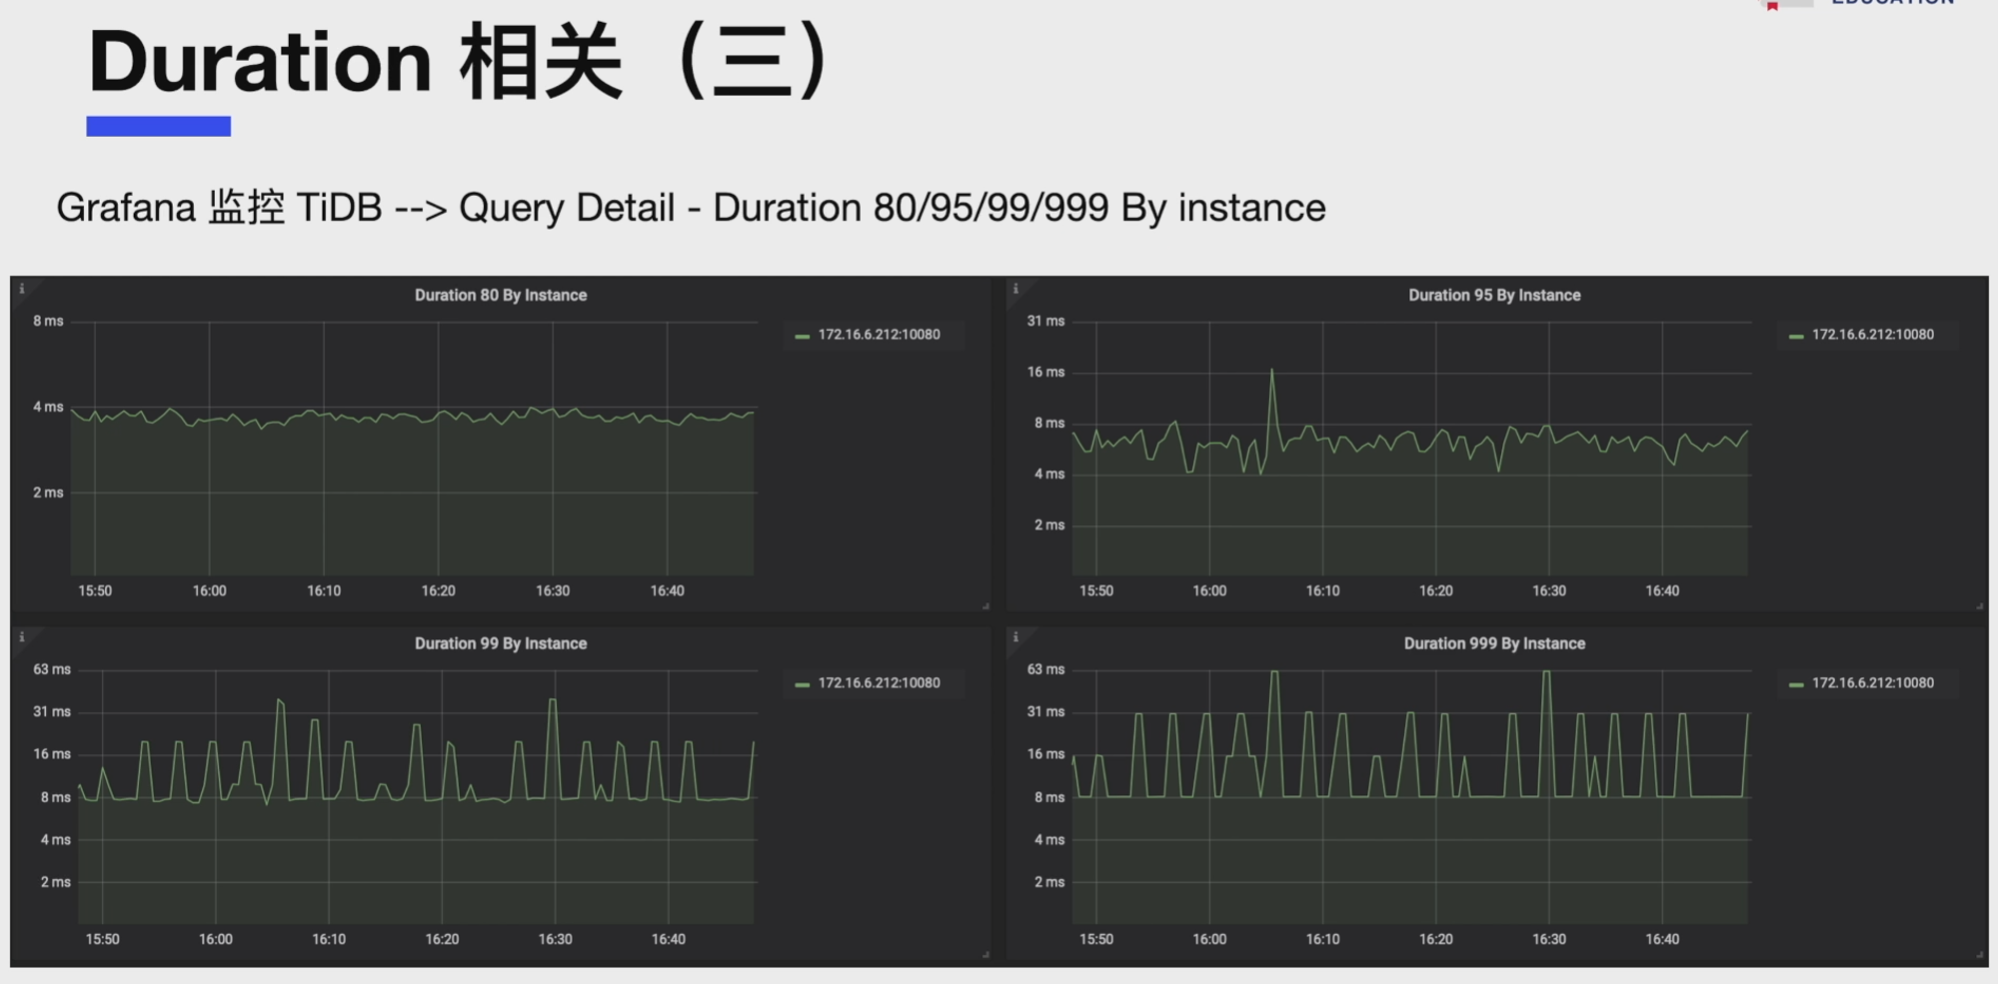 EDUCATION
Duration 相关（三）
Grafana 监控 TiDB --> Query Detail - Duration 80/95/99/999 By instance
Duration 80 By Instance
8 ms
4 ms
2 ms
15:50 16:00 16:10 16:20 16:30 16:40
172.16.6.212:10080
Duration 95 By Instance
31 ms
16 ms
8 ms
4 ms
2 ms
15:50 16:00 16:10 16:20 16:30 16:40
172.16.6.212:10080
Duration 99 By Instance
63 ms
31 ms
16 ms
8 ms
4 ms
2 ms
15:50 16:00 16:10 16:20 16:30 16:40
172.16.6.212:10080
Duration 999 By Instance
63 ms
31 ms
16 ms
8 ms
4 ms
2 ms
15:50 16:00 16:10 16:20 16:30 16:40
172.16.6.212:10080